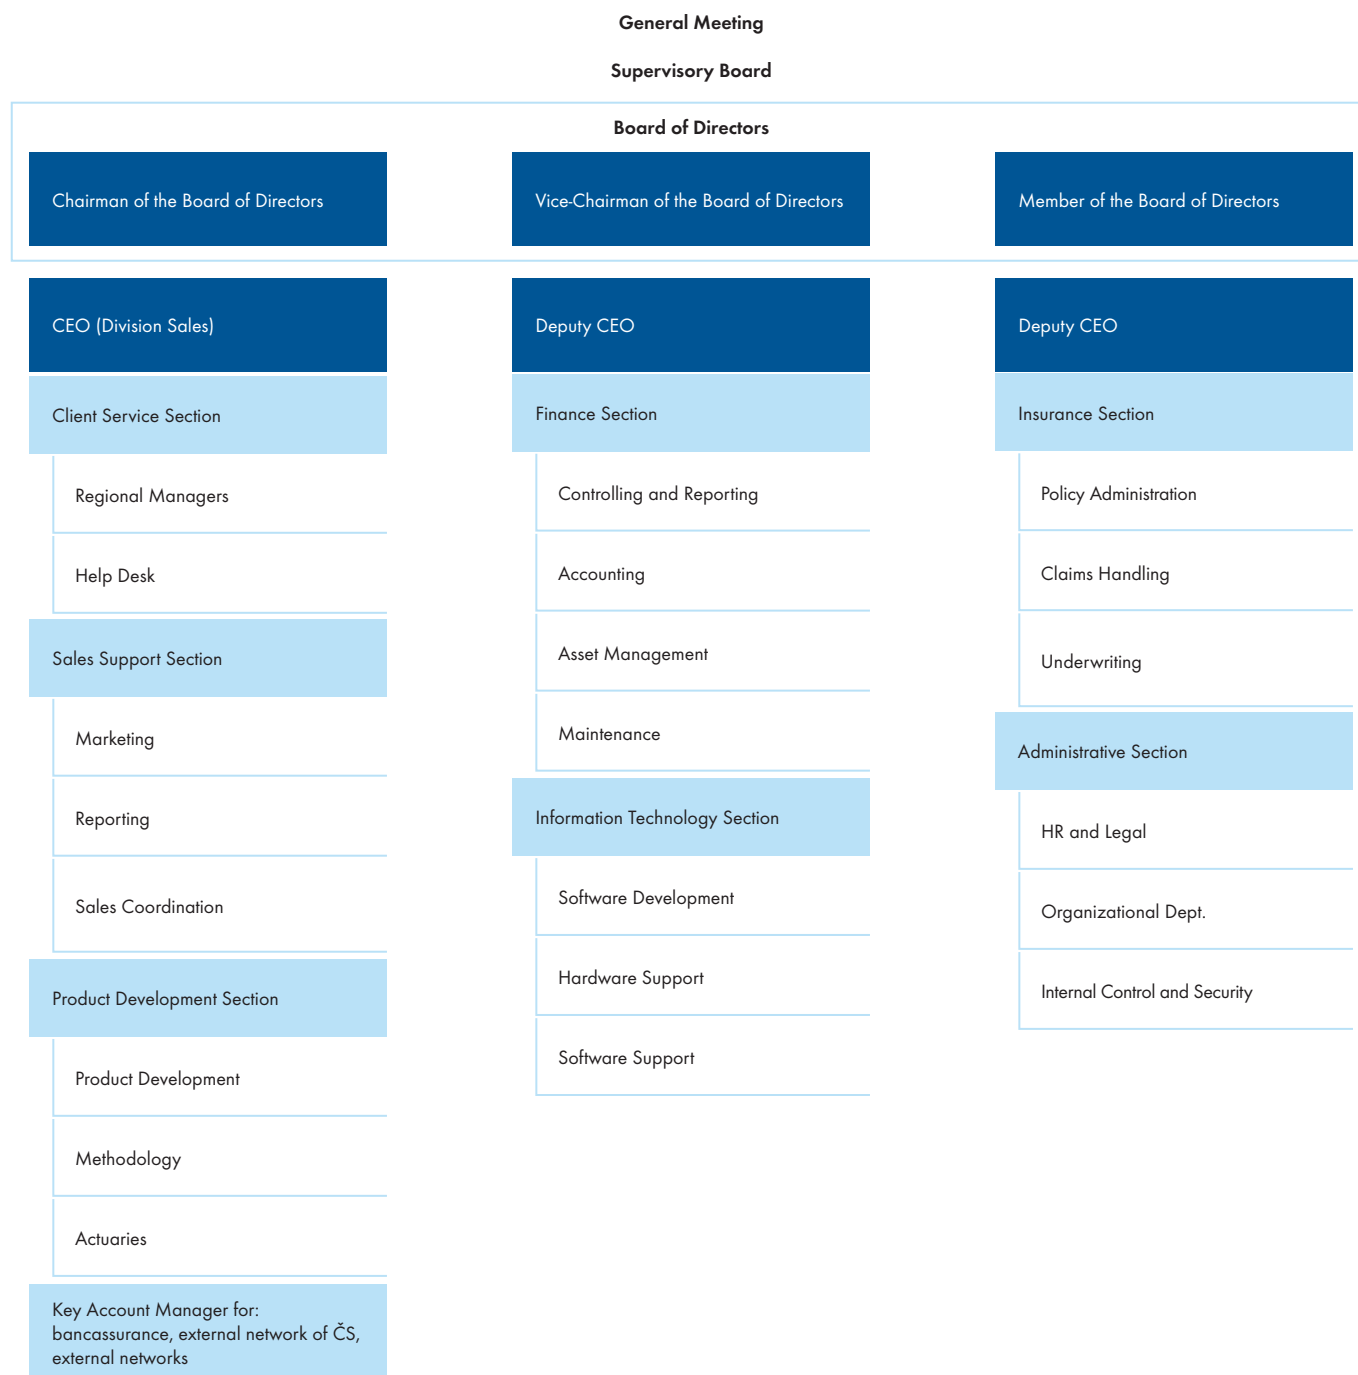 General Meeting
Supervisory Board
Board of Directors
Chairman of the Board of Directors
Vice-Chairman of the Board of Directors
Member of the Board of Directors
CEO (Division Sales)
Client Service Section
Regional Managers
Help Desk
Sales Support Section
Marketing
Reporting
Sales Coordination
Product Development Section
Product Development
Methodology
Actuaries
Key Account Manager for:
bancassurance, external network of ČS,
external networks
Deputy CEO
Finance Section
Controlling and Reporting
Accounting
Asset Management
Maintenance
Information Technology Section
Software Development
Hardware Support
Software Support
Deputy CEO
Insurance Section
Policy Administration
Claims Handling
Underwriting
Administrative Section
HR and Legal
Organizational Dept.
Internal Control and Security